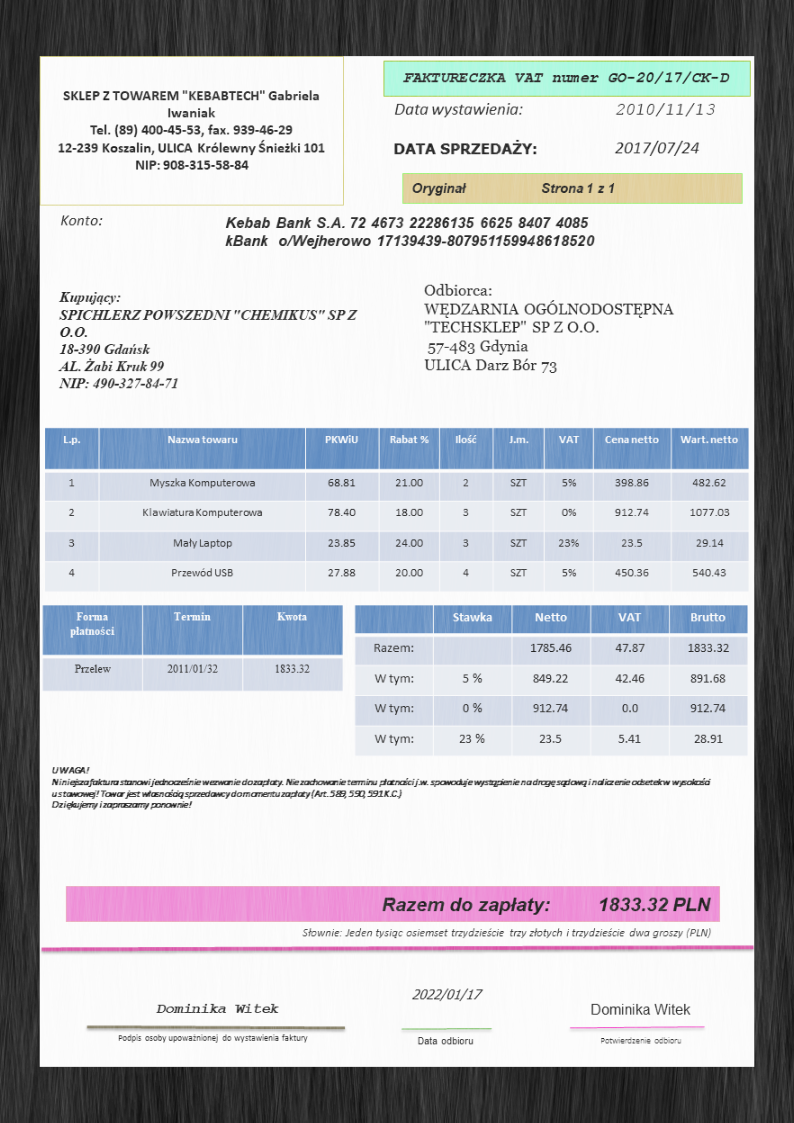 SKLEP Z TOWAREM "KEBABTECH" Gabriela
Iwaniak
Tel. (89) 400-45-53, fax. 939-46-29
12-239 Koszalin, ULICA Królewny Śnieżki 101
NIP: 908-315-58-84
FAKTURECZKA VAT numer GO-20/17/CK-D
Data wystawienia: 2010/11/13
DATA SPRZEDAŻY: 2017/07/24
Oryginał Strona 1 z 1
Konto: Kebab Bank S.A. 72 4673 22286135 6625 8407 4085
kBank o/Wejherowo 17139439-807951159948618520
Kupujący:
SPICHLERZ POWSZEDNI "CHEMIKUS" SP Z
O.O.
18-390 Gdańsk
AL. Żabi Kruk 99
NIP: 490-327-84-71
Odbiorca:
WĘDZARNIA OGÓLNODOSTĘPNA
"TECHSKLEP" SP Z O.O.
57-483 Gdynia
ULICA Darz Bór 73
L.p. Nazwa towaru PKWiU Rabat % Ilość J.m. VAT Cena netto Wart. netto
1 Myszka Komputerowa 68.81 21.00 2 SZT 5% 398.86 482.62
2 Klawiatura Komputerowa 78.40 18.00 3 SZT 0% 912.74 1077.03
3 Mały Laptop 23.85 24.00 3 SZT 23% 23.5 29.14
4 Przewód USB 27.88 20.00 4 SZT 5% 450.36 540.43
Forma
płatności Termin Kwota
Przelew 2011/01/32 1833.32
Stawka Netto VAT Brutto
Razem: 1785.46 47.87 1833.32
W tym: 5 % 849.22 42.46 891.68
W tym: 0 % 912.74 0.0 912.74
W tym: 23 % 23.5 5.41 28.91
UWAGA!
Niniejsza faktura stanowi jednocześnie wezwanie do zapłaty. Nie zachowanie terminu płatności j.w. spowoduje wystąpienie na drogę sądową i naliczenie odsetek w wysokości
ustawowej! Towar jest własnością sprzedawcy do momentu zapłaty (Art. 589, 590, 591 K.C.)
Dziękujemy i zapraszamy ponownie!
Razem do zapłaty: 1833.32 PLN
Słownie: Jeden tysiąc osiemset trzydzieście trzy złotych i trzydzieście dwa groszy (PLN)
Dominika Witek
Podpis osoby upoważnionej do wystawienia faktury
2022/01/17
Data odbioru
Dominika Witek
Potwierdzenie odbioru